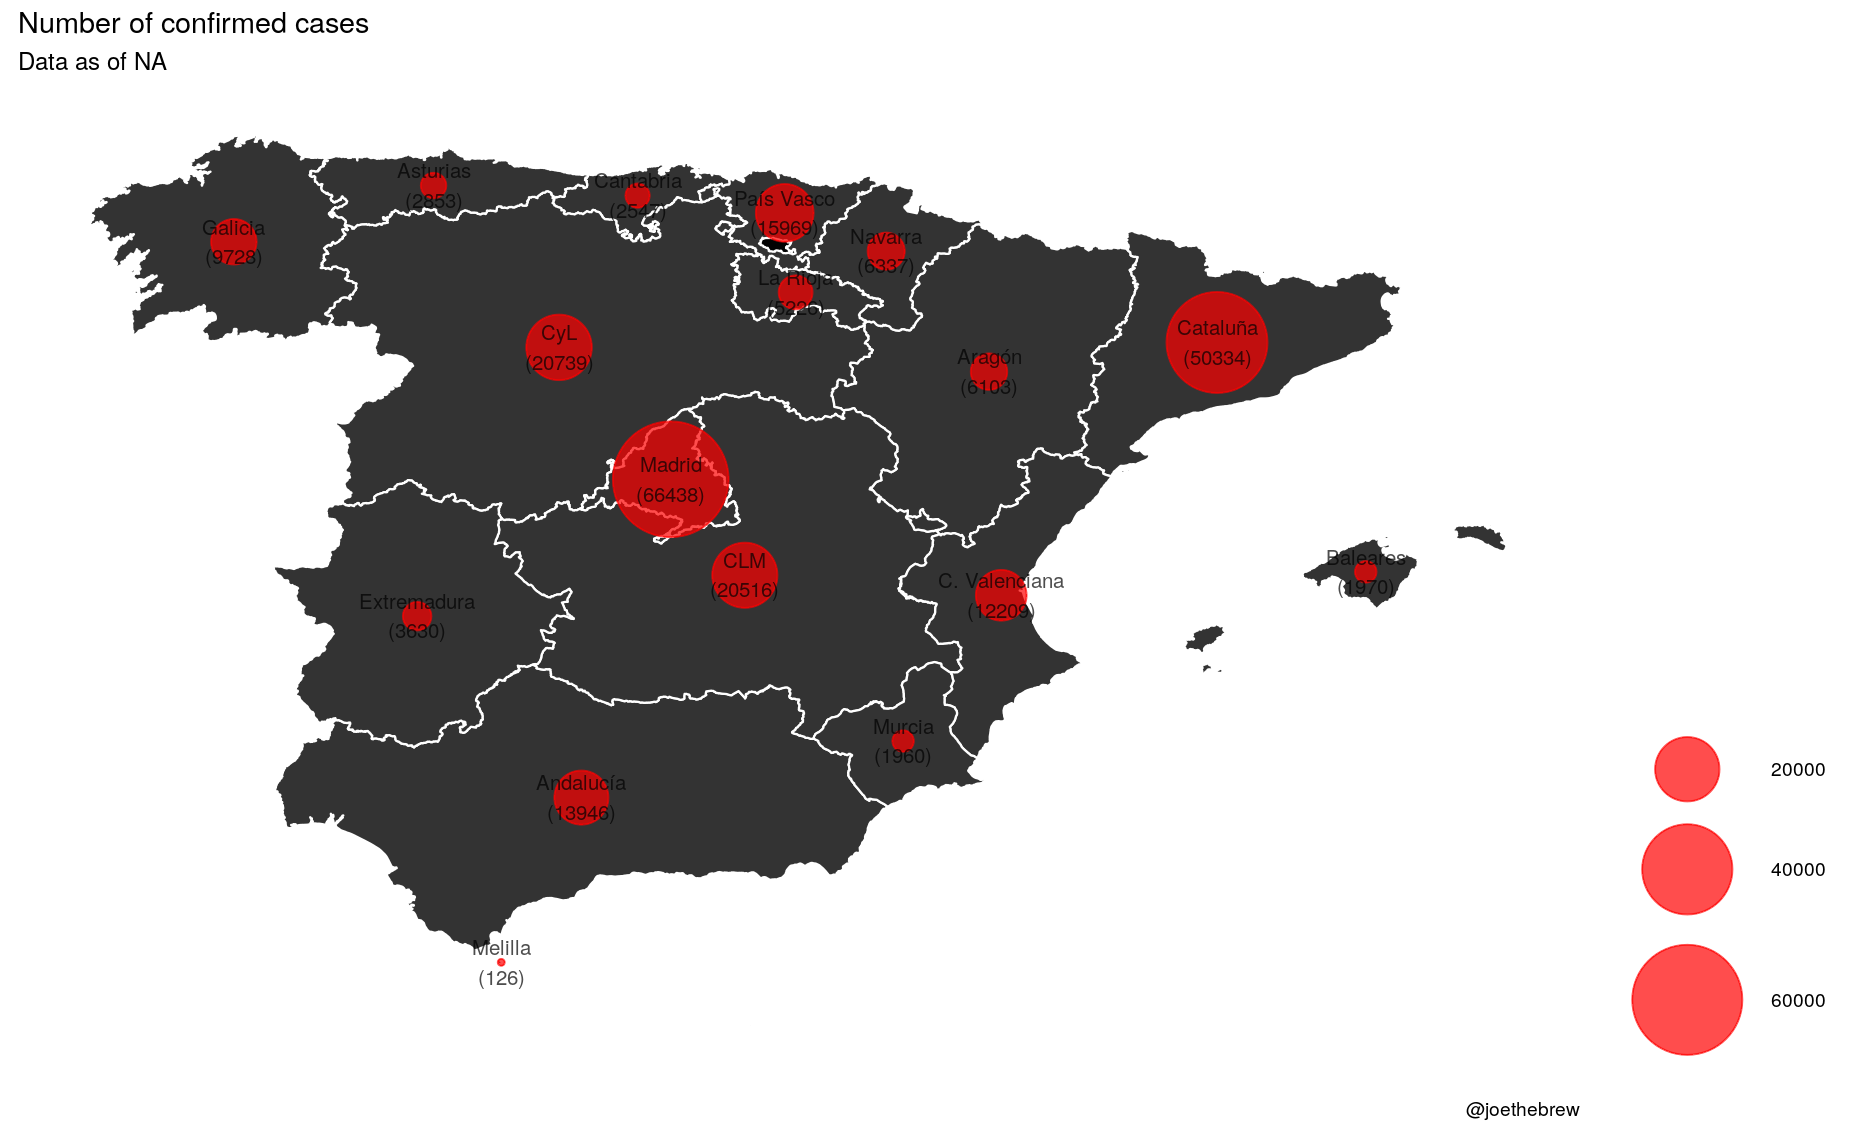 Number of confirmed cases
Data as of NA
Asturias
(2853)
Cantabria
(2547)
País Vasco
(15969)
Galicia
(9728)
Navarra
(6337)
La Rioja
(5226)
CyL
(20739)
Aragón
(6103)
Cataluña
(50334)
Madrid
(66438)
CLM
(20516)
C. Valenciana
(12209)
Baleares
(1970)
Extremadura
(3630)
Murcia
(1960)
Andalucía
(13946)
Melilla
(126)
20000
40000
60000
@joethebrew